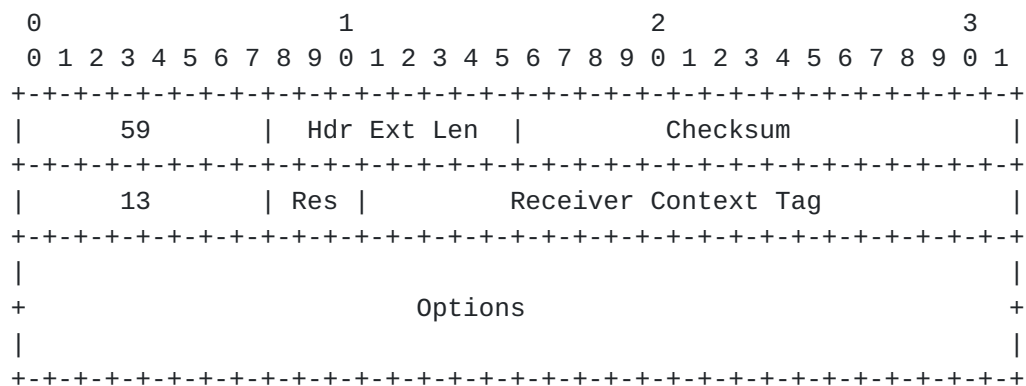 0                   1                   2                   3
 0 1 2 3 4 5 6 7 8 9 0 1 2 3 4 5 6 7 8 9 0 1 2 3 4 5 6 7 8 9 0 1
+-+-+-+-+-+-+-+-+-+-+-+-+-+-+-+-+-+-+-+-+-+-+-+-+-+-+-+-+-+-+-+-+
|      59       |  Hdr Ext Len  |         Checksum              |
+-+-+-+-+-+-+-+-+-+-+-+-+-+-+-+-+-+-+-+-+-+-+-+-+-+-+-+-+-+-+-+-+
|      13       | Res |         Receiver Context Tag            |
+-+-+-+-+-+-+-+-+-+-+-+-+-+-+-+-+-+-+-+-+-+-+-+-+-+-+-+-+-+-+-+-+
|                                                               |
+                         Options                               +
|                                                               |
+-+-+-+-+-+-+-+-+-+-+-+-+-+-+-+-+-+-+-+-+-+-+-+-+-+-+-+-+-+-+-+-+